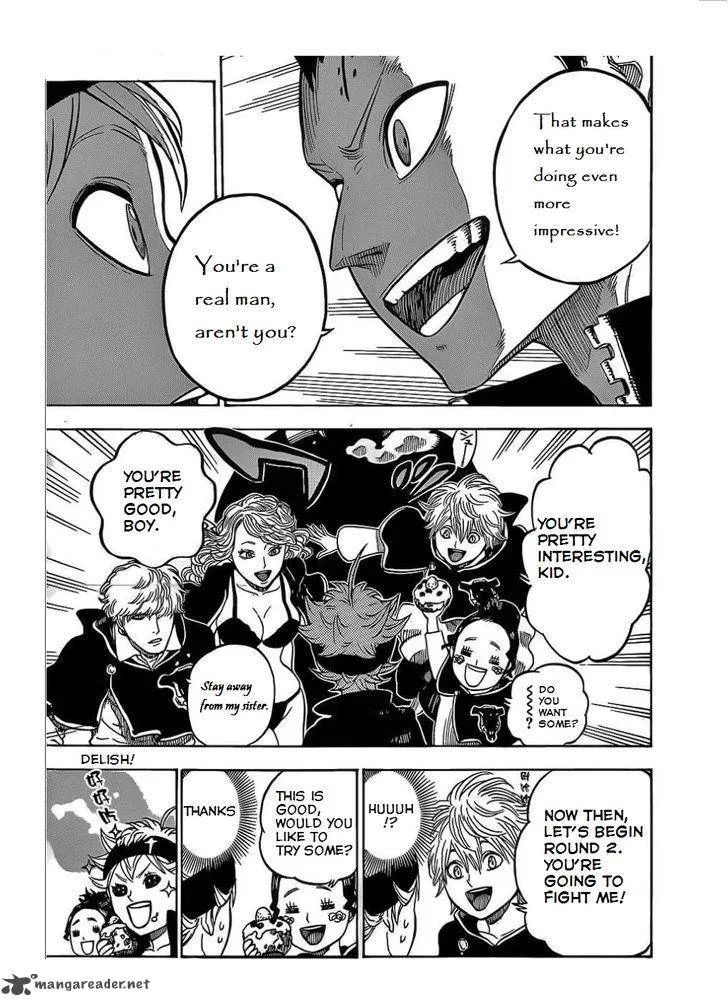 That makes
what you're
doing even
more
impressive!
You're a
real man,
aren't you?
YOU'RE
PRETTY
INTERESTING,
KID.
YOU'RE
PRETTY
GOOD,
BOY.
Stay away
from my sister.
DO
YOU
WANT
SOME?
NOW THEN,
LET'S BEGIN
ROUND 2.
YOU'RE
GOING TO
FIGHT ME!
HUUUH
!?
THIS IS
GOOD,
WOULD YOU
LIKE TO
TRY SOME?
THANKS
DELISH!
mangareader.net